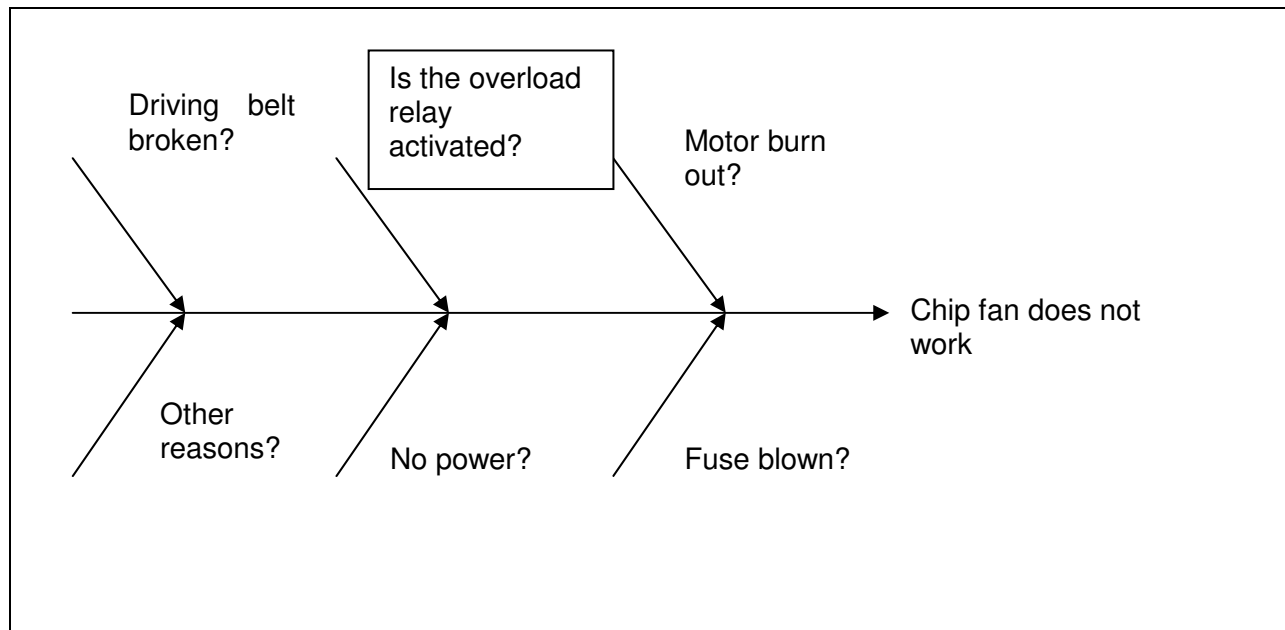 Driving belt
broken?
Is the overload
relay
activated?
Motor burn
out?
Chip fan does not
work
Other
reasons?
No power?
Fuse blown?